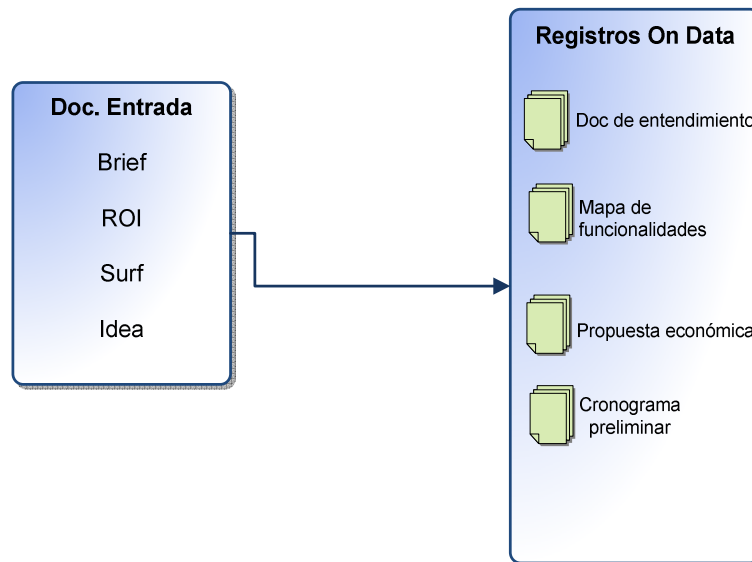 Doc. Entrada
Brief
ROI
Surf
Idea
Registros On Data
Doc de entendimiento
Mapa de
funcionalidades
Propuesta económica
Cronograma
preliminar